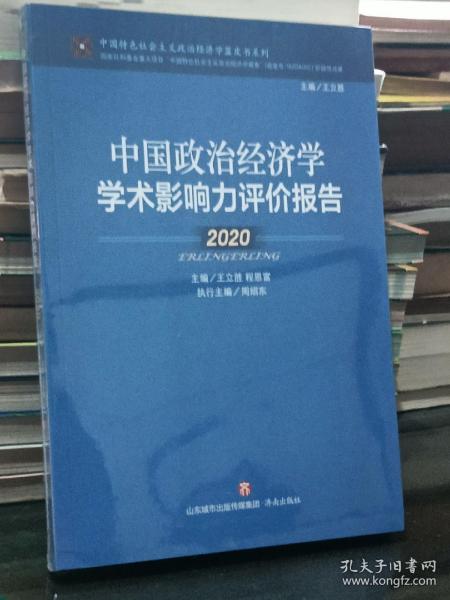 中国特色社会主义政治经济学蓝皮书系列
主编/王立胜
中国政治经济学
学术影响力评价报告
2020
ERLINGERLING
主编/王立胜 程恩富
执行主编/周绍东
山东城市出版传媒集团·济南出版社
孔夫子旧书网
www.kongfz.com